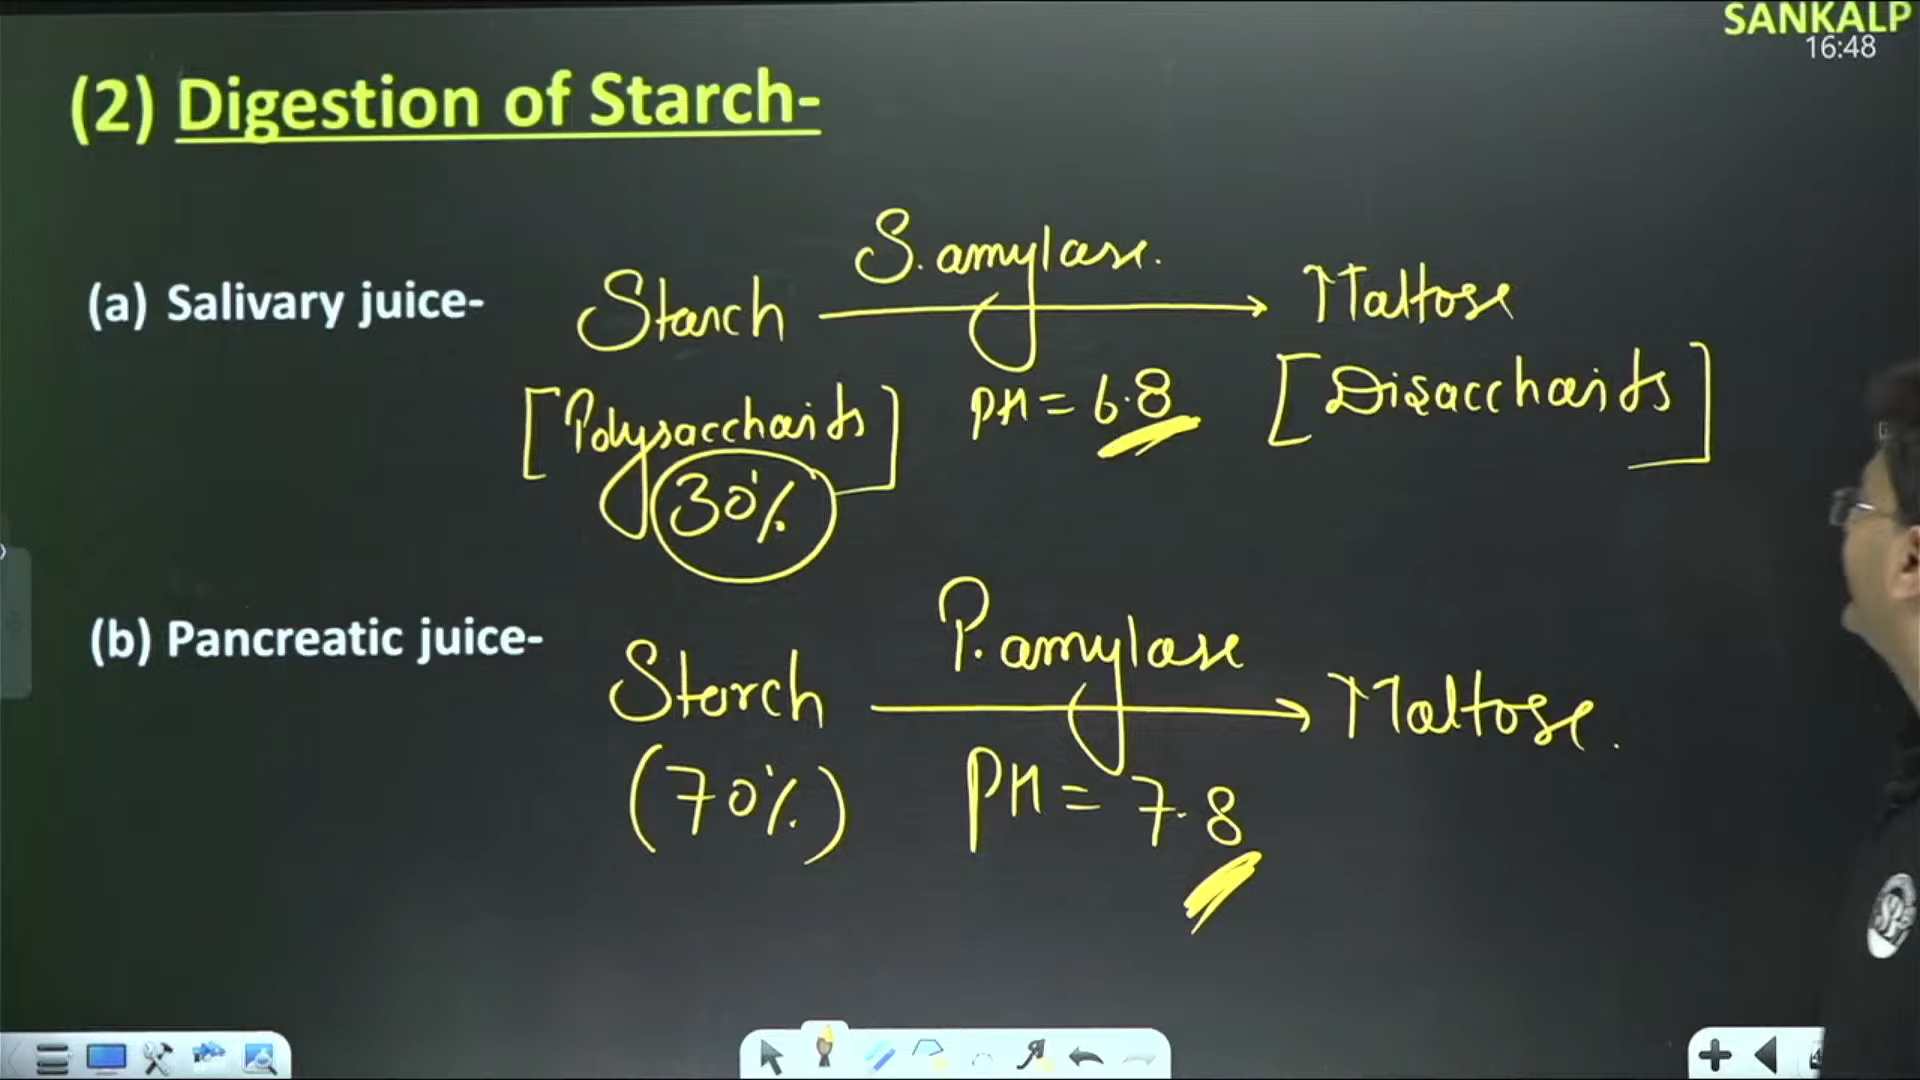 SANKALP
16:48
(2) Digestion of Starch-
(a) Salivary juice-
Starch
S.amylase.
Maltose
[Polysaccharids]
PH = 6.8
[Disaccharids]
30%
(b) Pancreatic juice-
Starch
P.amylase
Maltose.
(70%)
PH = 7.8